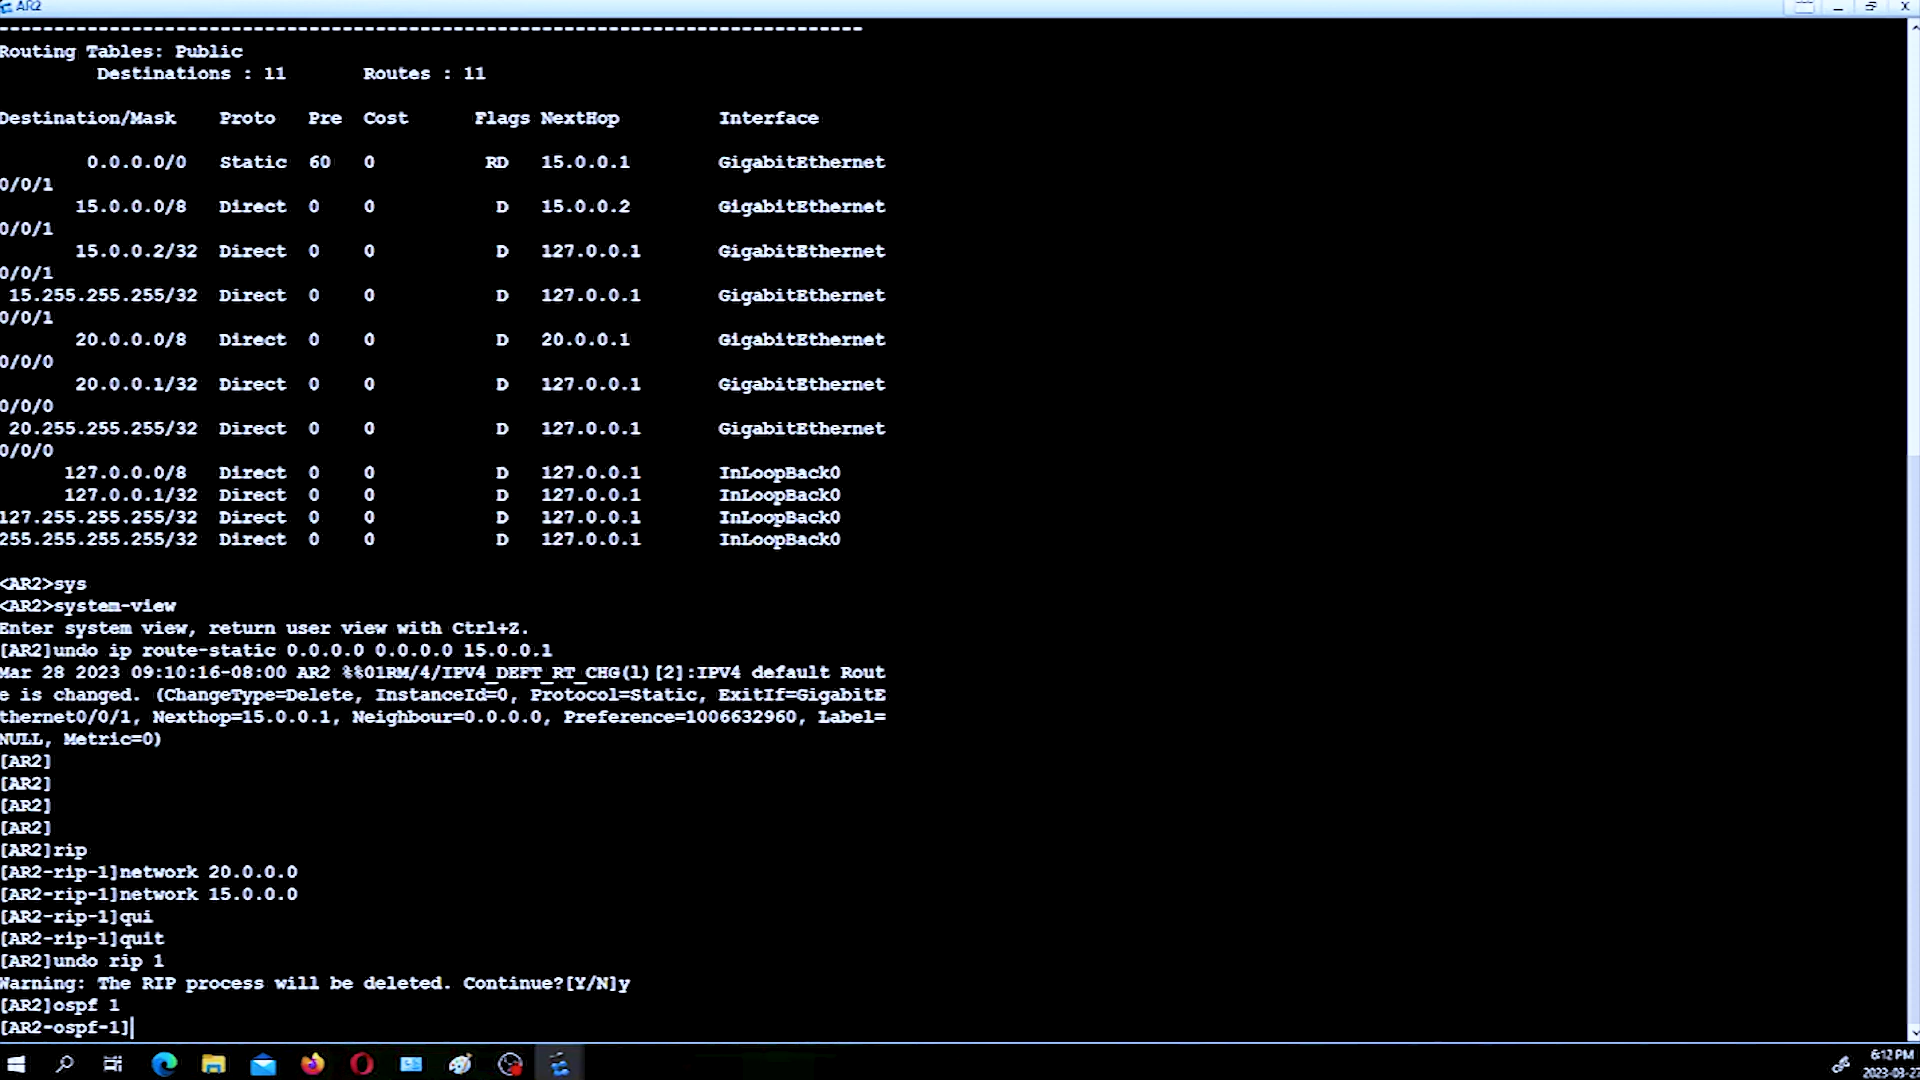 AR2
--------------------------------------------------------------------------------
Routing Tables: Public
Destinations : 11 Routes : 11
Destination/Mask Proto Pre Cost Flags NextHop Interface
0.0.0.0/0 Static 60 0 RD 15.0.0.1 GigabitEthernet
0/0/1
15.0.0.0/8 Direct 0 0 D 15.0.0.2 GigabitEthernet
0/0/1
15.0.0.2/32 Direct 0 0 D 127.0.0.1 GigabitEthernet
0/0/1
15.255.255.255/32 Direct 0 0 D 127.0.0.1 GigabitEthernet
0/0/1
20.0.0.0/8 Direct 0 0 D 20.0.0.1 GigabitEthernet
0/0/0
20.0.0.1/32 Direct 0 0 D 127.0.0.1 GigabitEthernet
0/0/0
20.255.255.255/32 Direct 0 0 D 127.0.0.1 GigabitEthernet
0/0/0
127.0.0.0/8 Direct 0 0 D 127.0.0.1 InLoopBack0
127.0.0.1/32 Direct 0 0 D 127.0.0.1 InLoopBack0
127.255.255.255/32 Direct 0 0 D 127.0.0.1 InLoopBack0
255.255.255.255/32 Direct 0 0 D 127.0.0.1 InLoopBack0
<AR2>sys
<AR2>system-view
Enter system view, return user view with Ctrl+Z.
[AR2]undo ip route-static 0.0.0.0 0.0.0.0 15.0.0.1
Mar 28 2023 09:10:16-08:00 AR2 %%01RM/4/IPV4_DEFT_RT_CHG(l)[2]:IPV4 default Rout
e is changed. (ChangeType=Delete, InstanceId=0, Protocol=Static, ExitIf=GigabitE
thernet0/0/1, Nexthop=15.0.0.1, Neighbour=0.0.0.0, Preference=1006632960, Label=
NULL, Metric=0)
[AR2]
[AR2]
[AR2]
[AR2]
[AR2]rip
[AR2-rip-1]network 20.0.0.0
[AR2-rip-1]network 15.0.0.0
[AR2-rip-1]qui
[AR2-rip-1]quit
[AR2]undo rip 1
Warning: The RIP process will be deleted. Continue?[Y/N]y
[AR2]ospf 1
[AR2-ospf-1]
6:12 PM
2023-03-27